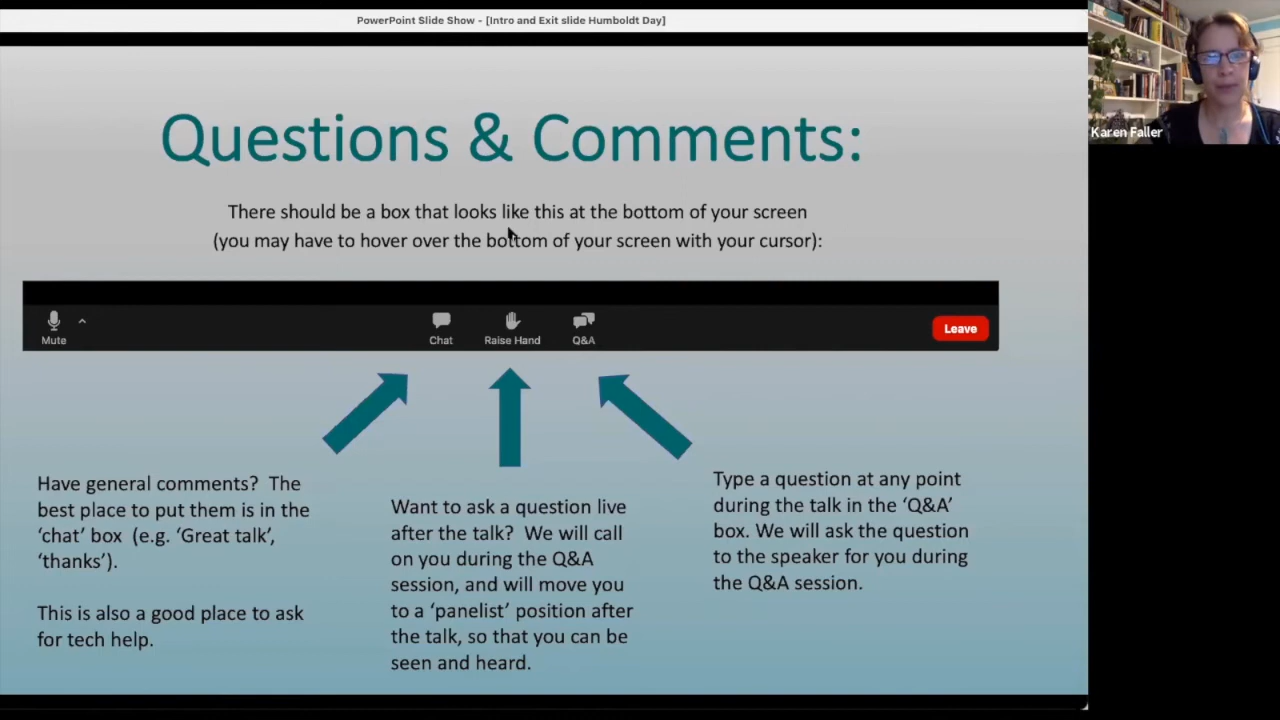 PowerPoint Slide Show - [Intro and Exit slide Humboldt Day]
Karen Faller
Questions & Comments:
There should be a box that looks like this at the bottom of your screen
(you may have to hover over the bottom of your screen with your cursor):
Mute
Chat
Raise Hand
Q&A
Leave
Have general comments? The
best place to put them is in the
‘chat’ box (e.g. ‘Great talk’,
‘thanks’).
This is also a good place to ask
for tech help.
Want to ask a question live
after the talk? We will call
on you during the Q&A
session, and will move you
to a ‘panelist’ position after
the talk, so that you can be
seen and heard.
Type a question at any point
during the talk in the ‘Q&A’
box. We will ask the question
to the speaker for you during
the Q&A session.